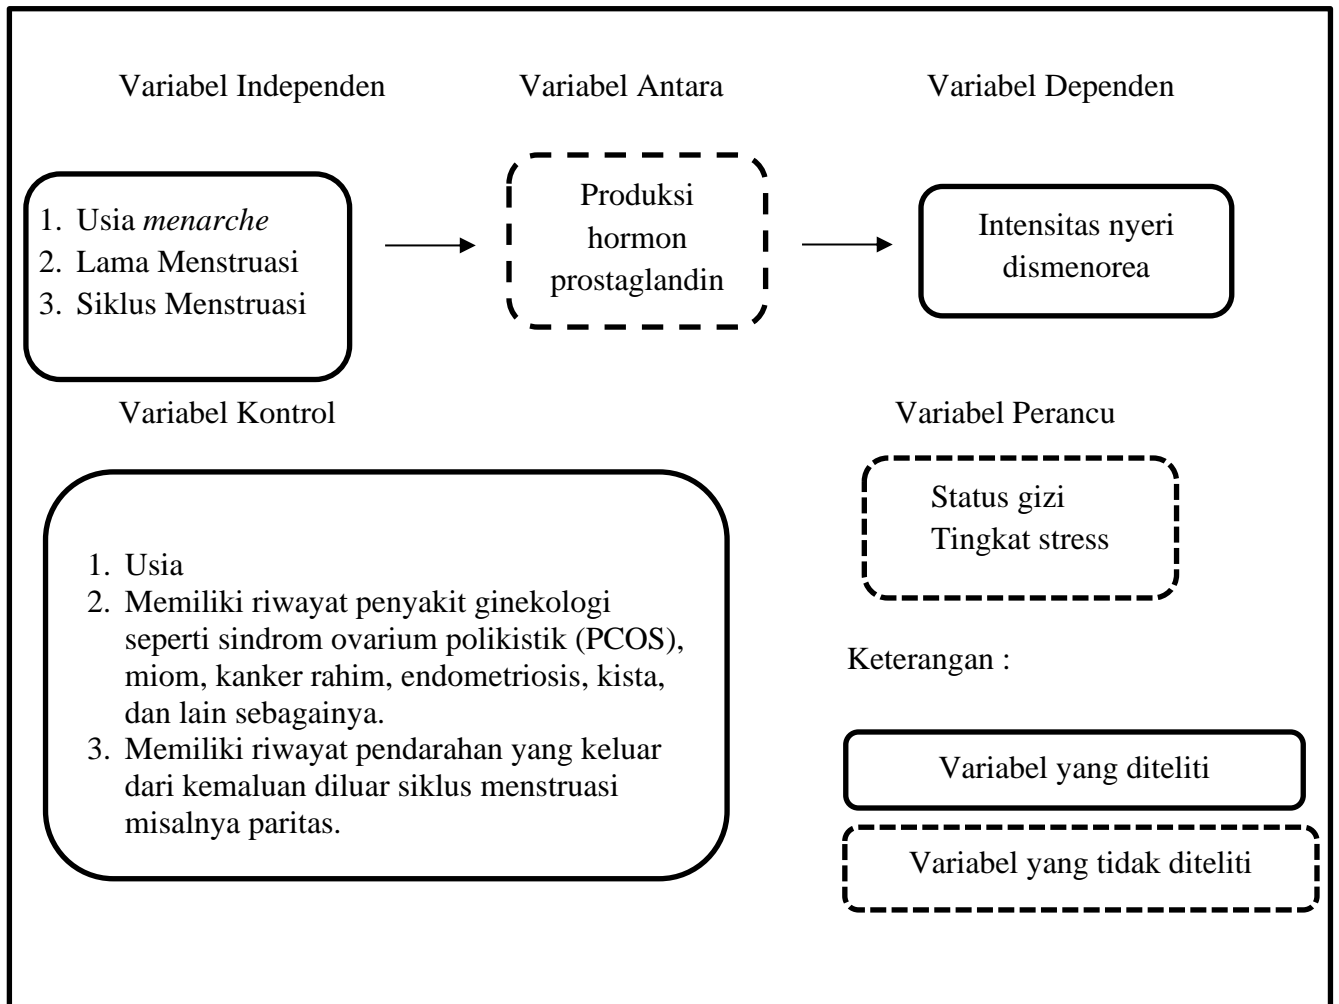 Variabel Independen
Variabel Antara
Variabel Dependen
1. Usia menarche
2. Lama Menstruasi
3. Siklus Menstruasi
Produksi
hormon
prostaglandin
Intensitas nyeri
dismenorea
Variabel Kontrol
Variabel Perancu
1. Usia
2. Memiliki riwayat penyakit ginekologi
seperti sindrom ovarium polikistik (PCOS),
miom, kanker rahim, endometriosis, kista,
dan lain sebagainya.
3. Memiliki riwayat pendarahan yang keluar
dari kemaluan diluar siklus menstruasi
misalnya paritas.
Status gizi
Tingkat stress
Keterangan :
Variabel yang diteliti
Variabel yang tidak diteliti